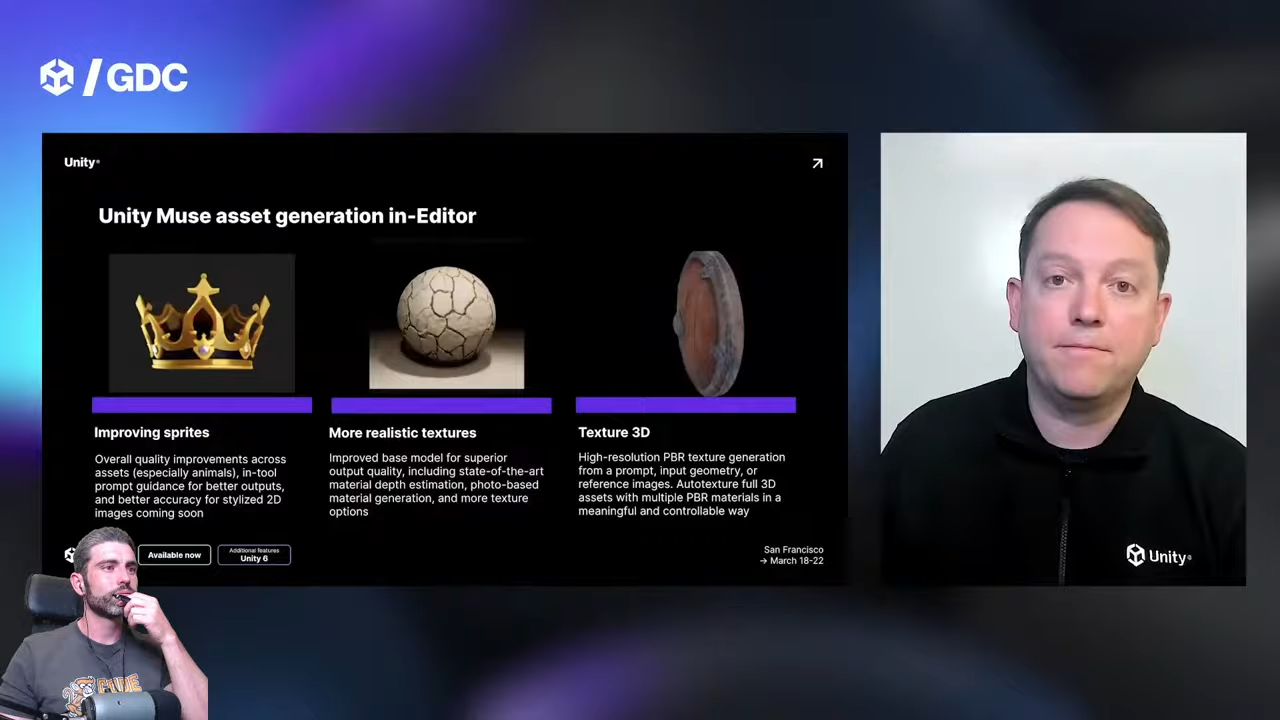 / GDC
Unity
Unity Muse asset generation in-Editor
Improving sprites
Overall quality improvements across
assets (especially animals), in-tool
prompt guidance for better outputs,
and better accuracy for stylized 2D
images coming soon
More realistic textures
Improved base model for superior
output quality, including state-of-the-art
material depth estimation, photo-based
material generation, and more texture
options
Texture 3D
High-resolution PBR texture generation
from a prompt, input geometry, or
reference images. Autotexture full 3D
assets with multiple PBR materials in a
meaningful and controllable way
Available now
Additional features
Unity 6
San Francisco
→ March 18-22
Unity